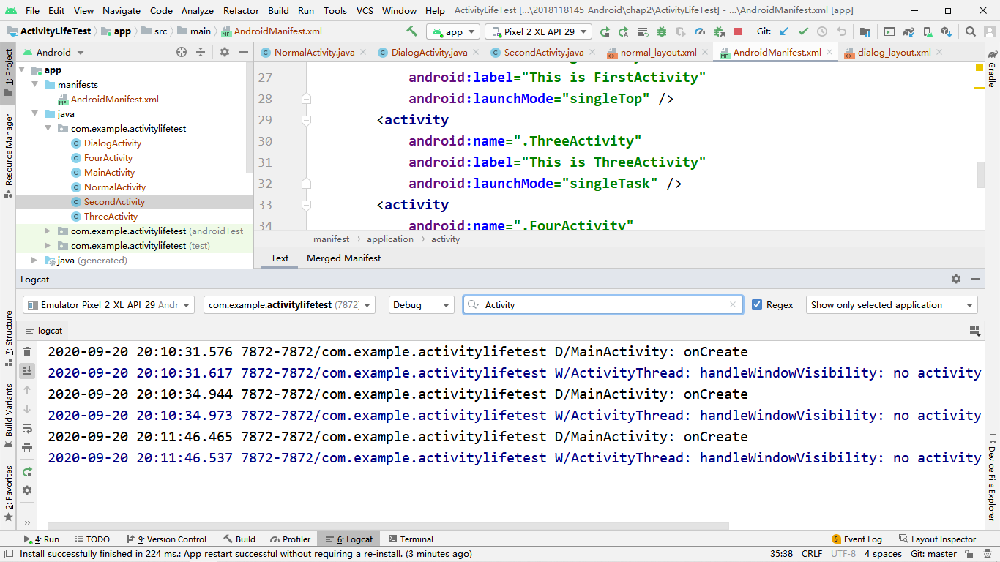 File Edit View Navigate Code Analyze Refactor Build Run Tools VCS Window Help ActivityLifeTest [...\2018118145_Android\chap2\ActivityLifeTest] - ...\AndroidManifest.xml [app]
ActivityLifeTest app src main AndroidManifest.xml app Pixel 2 XL API 29 Git:
1: Project
Resource Manager
Z: Structure
Build Variants
2: Favorites
Android
app
manifests
AndroidManifest.xml
java
com.example.activitylifetest
DialogActivity
FourActivity
MainActivity
NormalActivity
SecondActivity
ThreeActivity
com.example.activitylifetest (androidTest
com.example.activitylifetest (test)
java (generated)
NormalActivity.java DialogActivity.java SecondActivity.java normal_layout.xml AndroidManifest.xml dialog_layout.xml
27 android:label="This is FirstActivity"
28 android:launchMode="singleTop" />
29 <activity
30 android:name=".ThreeActivity"
31 android:label="This is ThreeActivity"
32 android:launchMode="singleTask" />
33 <activity
34 android:name=".FourActivity"
manifest › application › activity
Text Merged Manifest
Gradle
Device File Explorer
Logcat
Emulator Pixel_2_XL_API_29 Andr com.example.activitylifetest (7872 Debug Activity Regex Show only selected application
logcat
2020-09-20 20:10:31.576 7872-7872/com.example.activitylifetest D/MainActivity: onCreate
2020-09-20 20:10:31.617 7872-7872/com.example.activitylifetest W/ActivityThread: handleWindowVisibility: no activity
2020-09-20 20:10:34.944 7872-7872/com.example.activitylifetest D/MainActivity: onCreate
2020-09-20 20:10:34.973 7872-7872/com.example.activitylifetest W/ActivityThread: handleWindowVisibility: no activity
2020-09-20 20:11:46.465 7872-7872/com.example.activitylifetest D/MainActivity: onCreate
2020-09-20 20:11:46.537 7872-7872/com.example.activitylifetest W/ActivityThread: handleWindowVisibility: no activity
4: Run TODO 9: Version Control Build Profiler 6: Logcat Terminal 5 Event Log Layout Inspector
Install successfully finished in 224 ms.: App restart successful without requiring a re-install. (3 minutes ago) 35:38 CRLF UTF-8 4 spaces Git: master